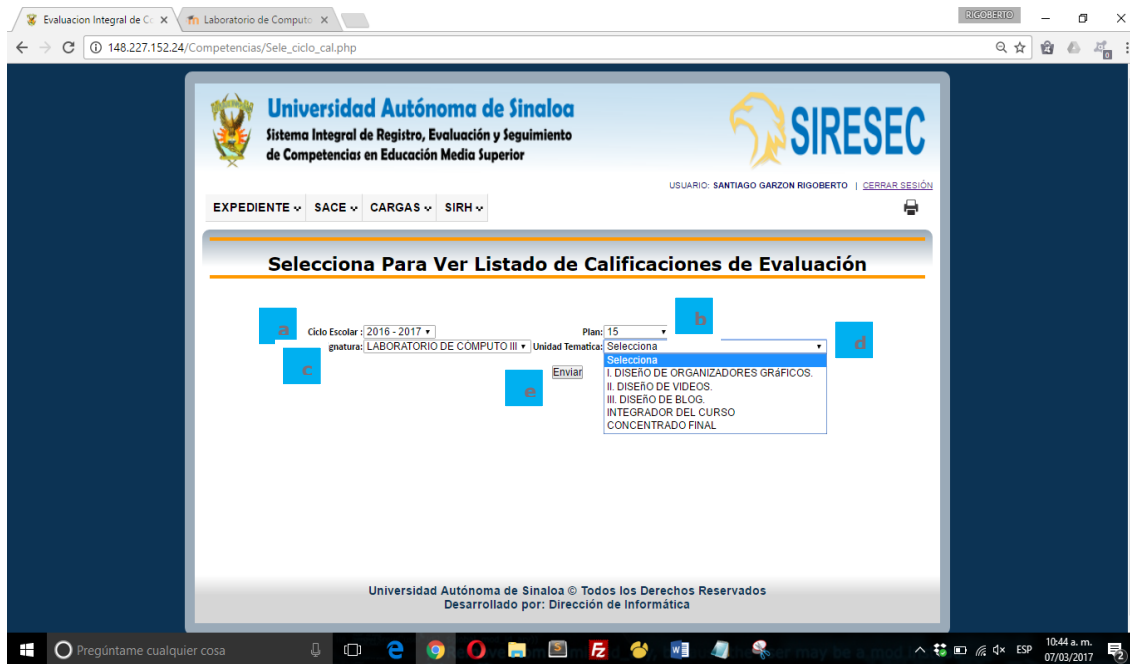 Evaluacion Integral de Co
Laboratorio de Computo
RIGOBERTO
148.227.152.24/Competencias/Sele_ciclo_cal.php
Universidad Autónoma de Sinaloa
Sistema Integral de Registro, Evaluación y Seguimiento
de Competencias en Educación Media Superior
SIRESEC
USUARIO: SANTIAGO GARZON RIGOBERTO | CERRAR SESIÓN
EXPEDIENTE SACE CARGAS SIRH
Selecciona Para Ver Listado de Calificaciones de Evaluación
a
Ciclo Escolar : 2016 - 2017
Plan: 15
b
c
gnatura: LABORATORIO DE COMPUTO III
Unidad Tematica: Selecciona
d
Selecciona
I. DISEñO DE ORGANIZADORES GRáFICOS.
II. DISEñO DE VIDEOS.
III. DISEñO DE BLOG.
INTEGRADOR DEL CURSO
CONCENTRADO FINAL
e
Enviar
Universidad Autónoma de Sinaloa © Todos los Derechos Reservados
Desarrollado por: Dirección de Informática
Pregúntame cualquier cosa
ESP
10:44 a. m.
07/03/2017
2